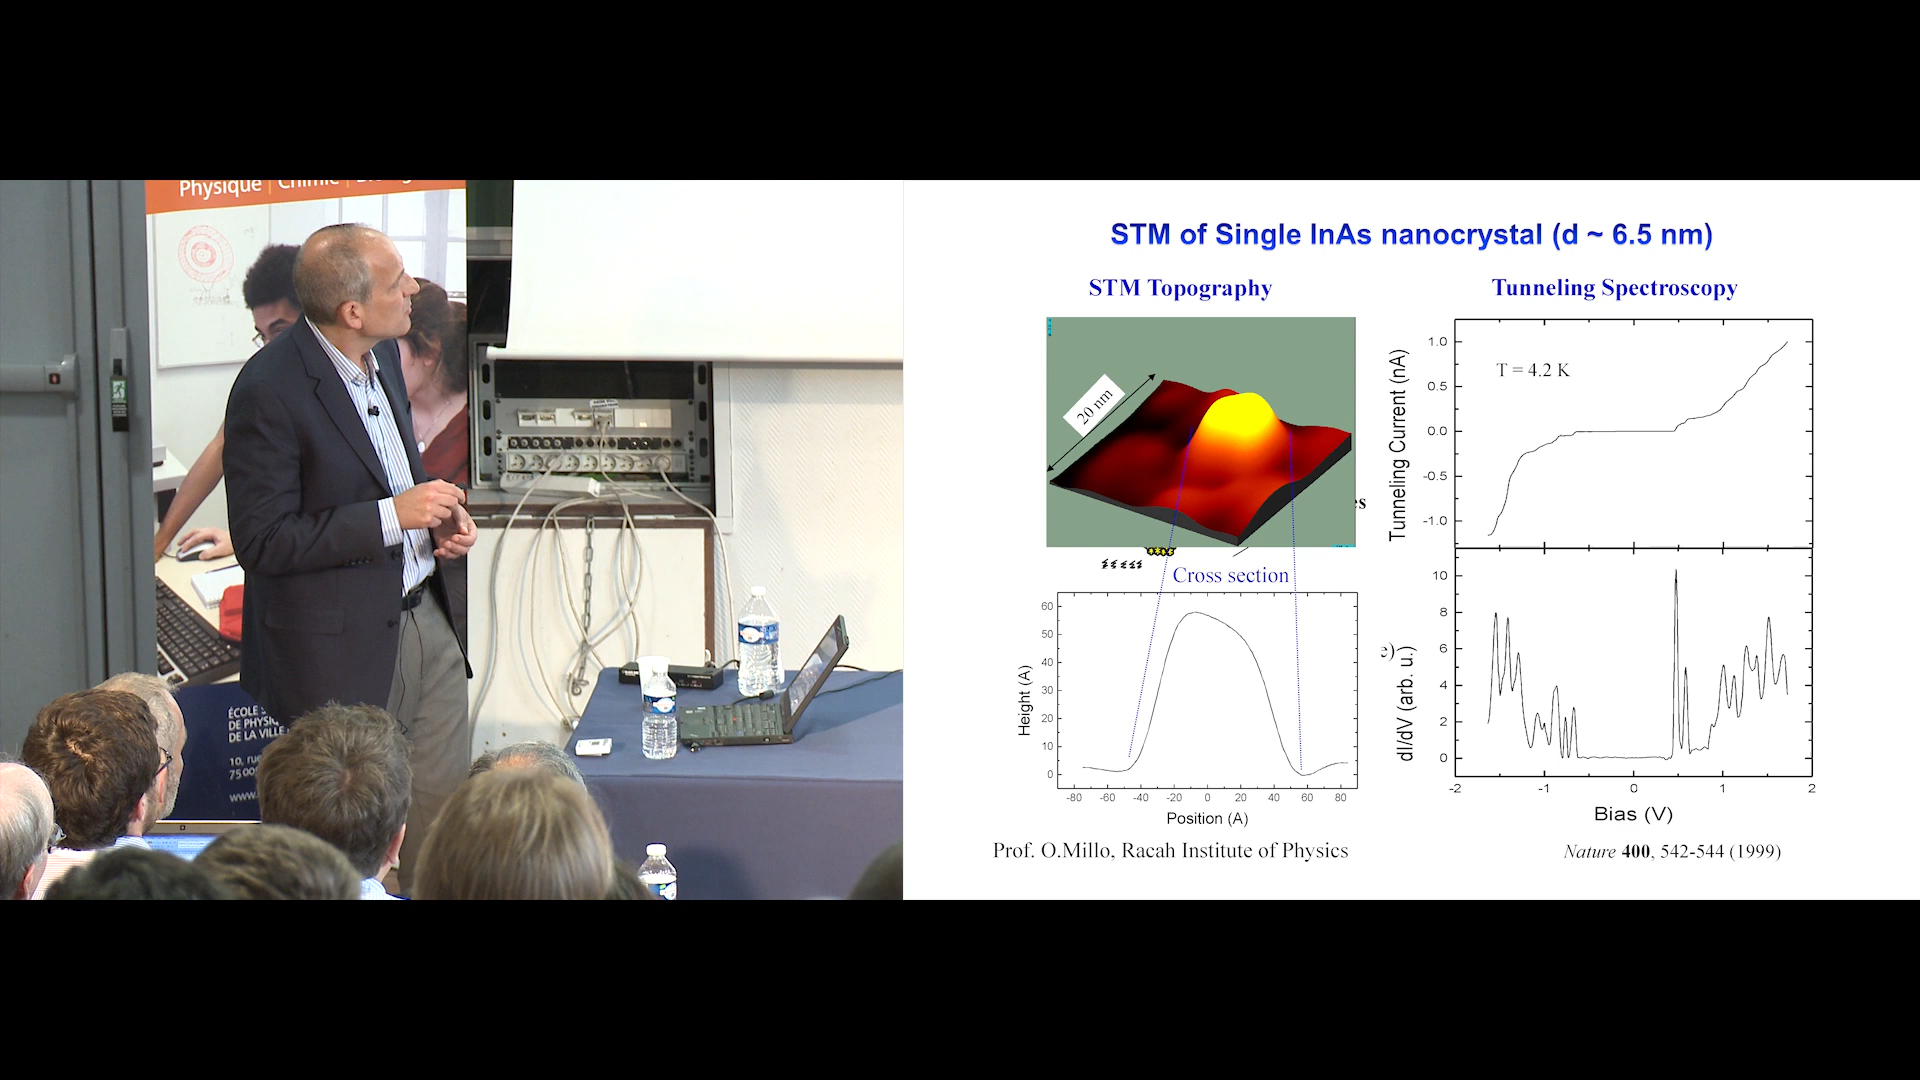 Physique
ÉCOLE
DE PHYSIQ
DE LA VILLE
10, rue
www.
STM of Single InAs nanocrystal (d ~ 6.5 nm)
STM Topography
Tunneling Spectroscopy
20 nm
es
Cross section
60
50
40
30
20
10
0
Height (A)
-80 -60 -40 -20 0 20 40 60 80
Position (A)
T = 4.2 K
1.0
0.5
0.0
-0.5
-1.0
Tunneling Current (nA)
10
8
6
4
2
0
e)
dI/dV (arb. u.)
-2 -1 0 1 2
Bias (V)
Prof. O.Millo, Racah Institute of Physics
Nature 400, 542-544 (1999)